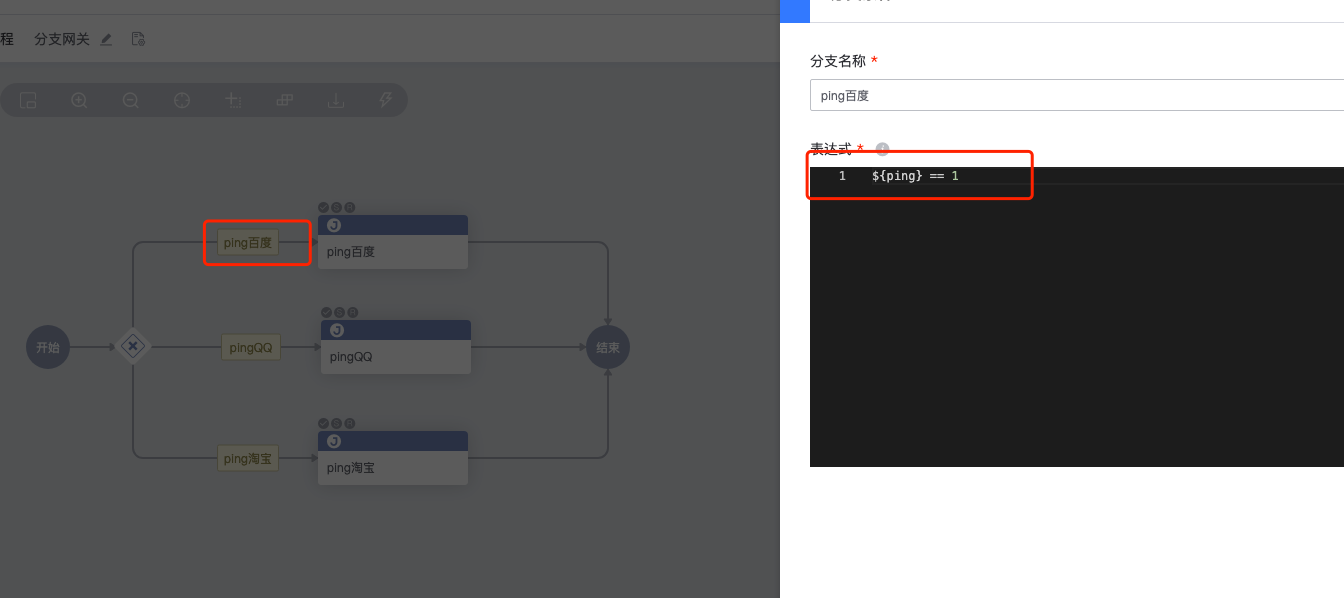 程 分支网关
分支名称 *
ping百度
表达式 *
1 ${ping} == 1
ping百度
ping百度
开始
pingQQ
pingQQ
结束
ping淘宝
ping淘宝